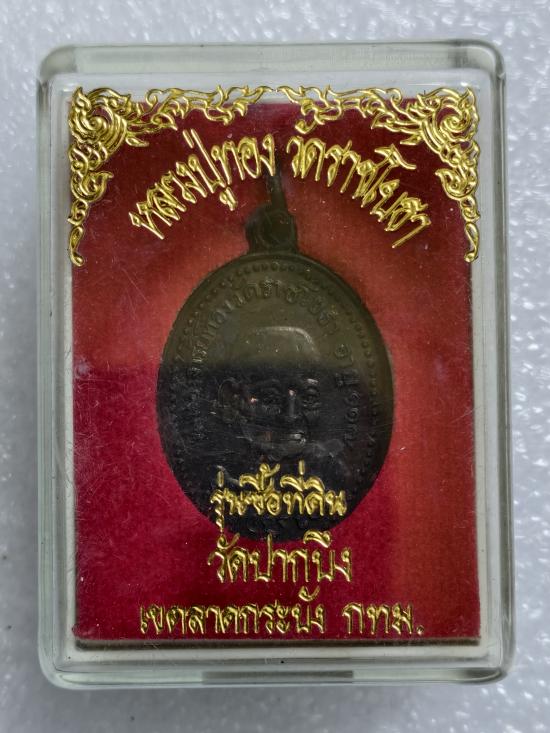 หลวงปู่ทอง วัดราชโยธา
รุ่นซื้อที่ดิน
วัดปากบึง
เขตลาดกระบัง กทม.